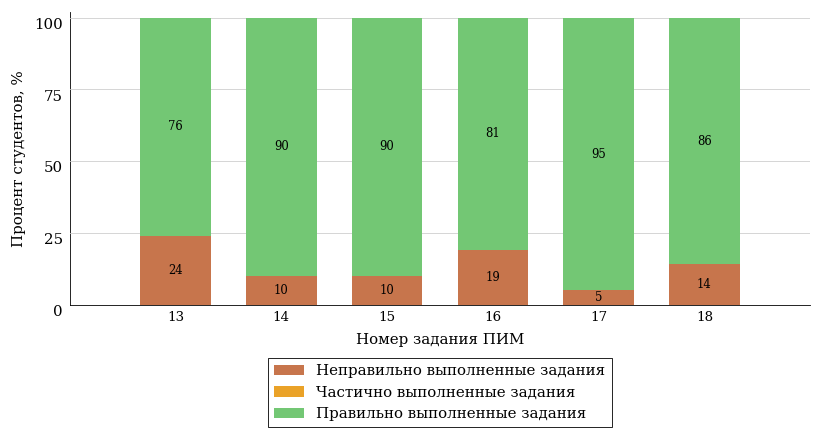 100
75
50
25
0
Процент студентов, %
76
90
90
81
95
86
24
10
10
19
5
14
13 14 15 16 17 18
Номер задания ПИМ
Неправильно выполненные задания
Частично выполненные задания
Правильно выполненные задания